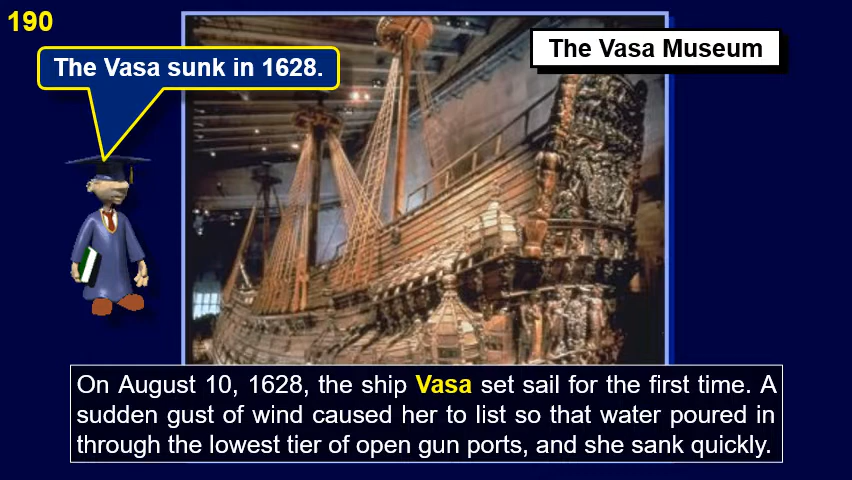 190
The Vasa sunk in 1628.
The Vasa Museum
On August 10, 1628, the ship Vasa set sail for the first time. A
sudden gust of wind caused her to list so that water poured in
through the lowest tier of open gun ports, and she sank quickly.